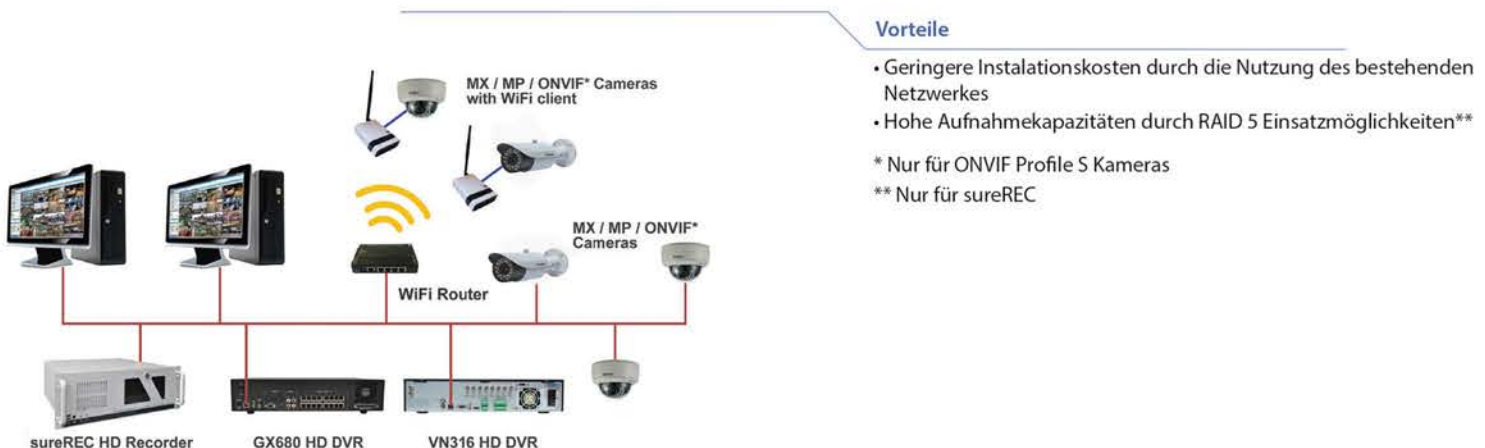 Vorteile
• Geringere Instalationskosten durch die Nutzung des bestehenden
Netzwerkes
• Hohe Aufnahmekapazitäten durch RAID 5 Einsatzmöglichkeiten**
* Nur für ONVIF Profile S Kameras
** Nur für sureREC
MX / MP / ONVIF* Cameras
with WiFi client
MX / MP / ONVIF*
Cameras
WiFi Router
sureREC HD Recorder
GX680 HD DVR
VN316 HD DVR